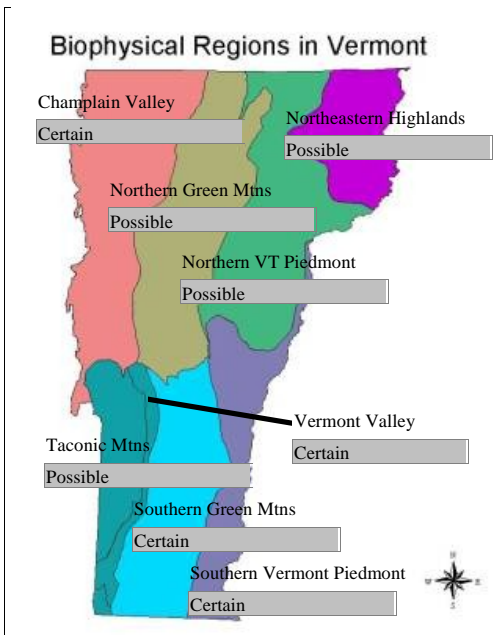 Biophysical Regions in Vermont
Champlain Valley
Certain
Northeastern Highlands
Possible
Northern Green Mtns
Possible
Northern VT Piedmont
Possible
Vermont Valley
Certain
Taconic Mtns
Possible
Southern Green Mtns
Certain
Southern Vermont Piedmont
Certain
N
W
E
S